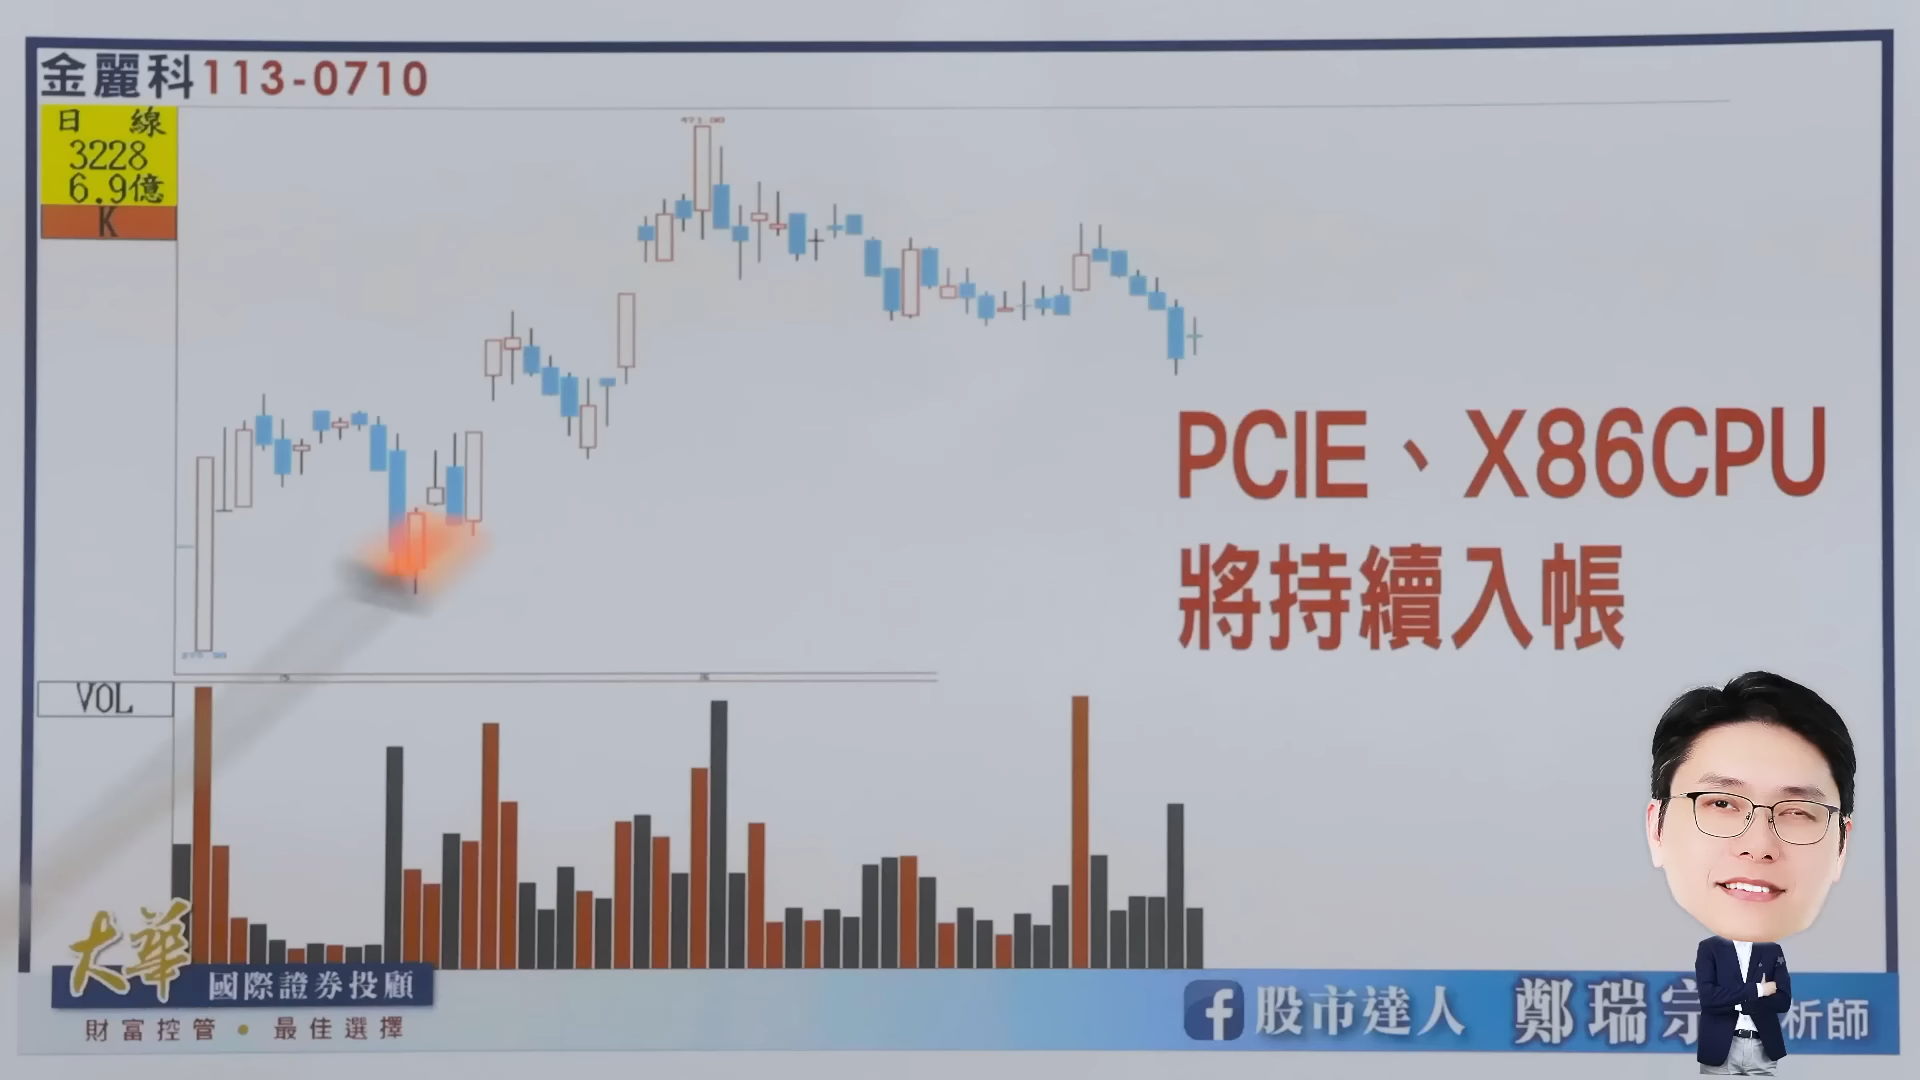 金麗科113-0710
日 線
3228
6.9億
K
471.00
PCIE、X86CPU
將持續入帳
VOL
大華
國際證券投顧
財富控管•最佳選擇
股市達人 鄭瑞宗 析師